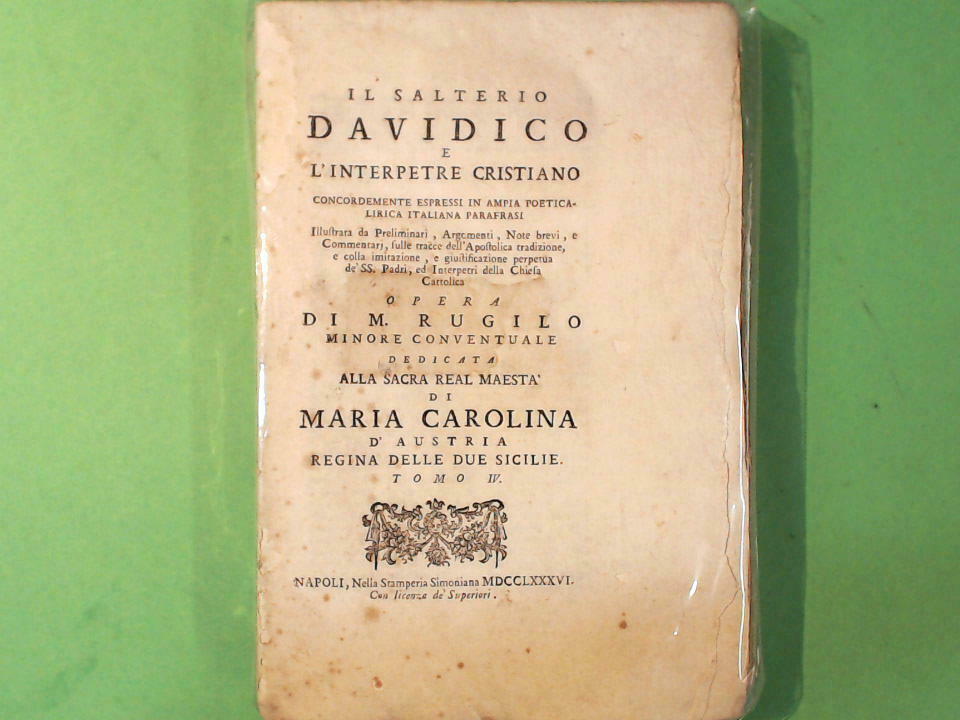 IL SALTERIO
DAVIDICO
E
L'INTERPETRE CRISTIANO
CONCORDEMENTE ESPRESSI IN AMPIA POETICA-
LIRICA ITALIANA PARAFRASI
Illuſtrata da Preliminari, Argomenti, Note brevi, e
Commentarj, ſulle tracce dell'Apoſtolica tradizione,
e colla imitazione, e giuſtificazione perpetua
de' SS. Padri, ed Interpetri della Chieſa
Cattolica
OPERA
DI M. RUGILO
MINORE CONVENTUALE
DEDICATA
ALLA SACRA REAL MAESTA'
DI
MARIA CAROLINA
D'AUSTRIA
REGINA DELLE DUE SICILIE.
TOMO IV.
NAPOLI, Nella Stamperia Simoniana MDCCLXXXVI.
Con licenza de' Superiori.